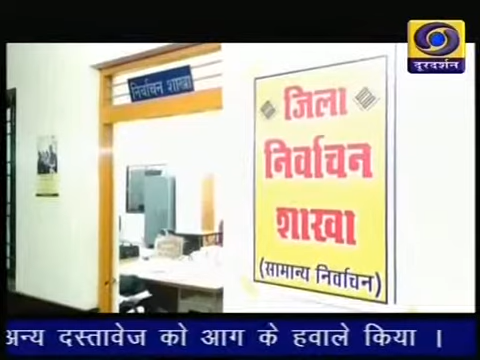 दूरदर्शन
निर्वाचन शाखा
जिला
निर्वाचन
शाखा
(सामान्य निर्वाचन)
अन्य दस्तावेज को आग के हवाले किया ।